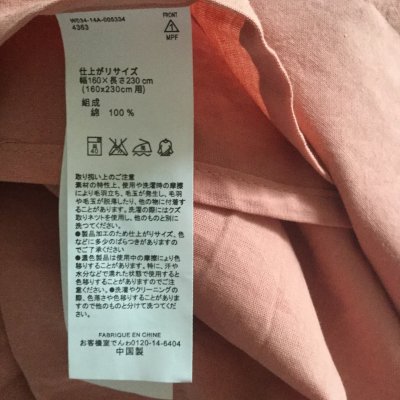 W034-14A-005334
4363
FRONT
1
MPF
仕上がりサイズ
幅160×長さ230cm
(160x230cm用)
組成
綿 100%
40
取り扱い上のご注意
素材の特性上、使用や洗濯時の摩擦
により毛羽立ち、毛玉が発生し、毛羽
や毛玉が脱落したり、他の物に付着す
ることがあります。洗濯の際にはクズ
取りネットを使用し、他のものと別に
洗ってください。
●製品加工のため仕上がりサイズ、色
などに多少のばらつきがありますの
でご了承ください。
●濃色製品は使用中の摩擦により色
移りすることがあります。特に、汗や
水分などで濡れた状態で使用すると
色移りすることがありますのでご注
意ください。●洗濯やクリーニングの
際、色落ちや色移りすることがありま
すので他のものと分けて洗ってくだ
さい。
FABRIQUE EN CHINE
お客様室でんわ0120-14-6404
中国製